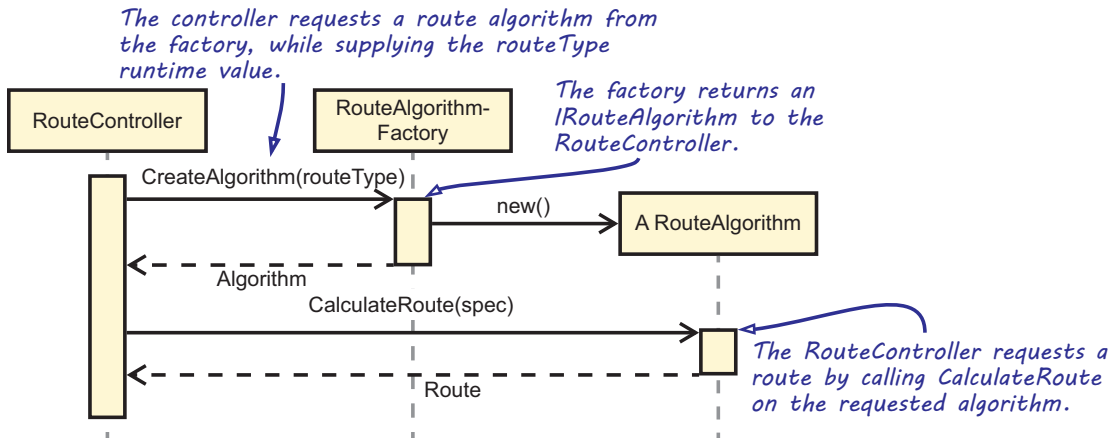 The controller requests a route algorithm from
the factory, while supplying the routeType
runtime value.
The factory returns an
IRouteAlgorithm to the
RouteController.
RouteController
RouteAlgorithm-
Factory
CreateAlgorithm(routeType)
new()
A RouteAlgorithm
Algorithm
CalculateRoute(spec)
The RouteController requests a
route by calling CalculateRoute
on the requested algorithm.
Route